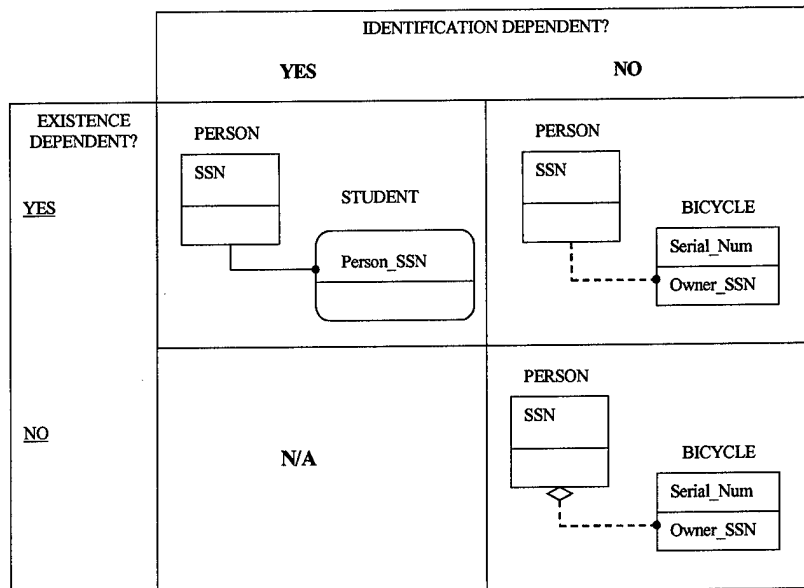 IDENTIFICATION DEPENDENT?
YES
NO
EXISTENCE
DEPENDENT?
YES
PERSON
SSN
STUDENT
Person_SSN
PERSON
SSN
BICYCLE
Serial_Num
Owner_SSN
NO
N/A
PERSON
SSN
BICYCLE
Serial_Num
Owner_SSN